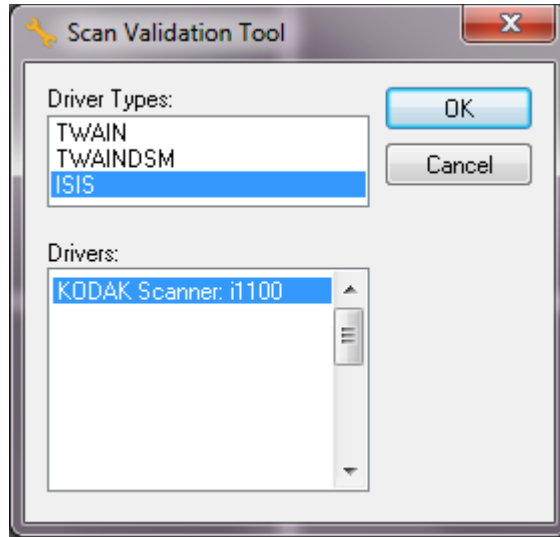 Scan Validation Tool
Driver Types:
TWAIN
TWAINDSM
ISIS
OK
Cancel
Drivers:
KODAK Scanner: i1100